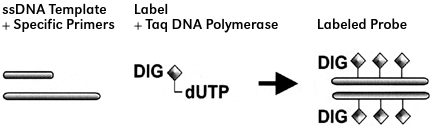 ssDNA Template
+ Specific Primers
Label
+ Taq DNA Polymerase
Labeled Probe
DIG
dUTP
DIG
DIG